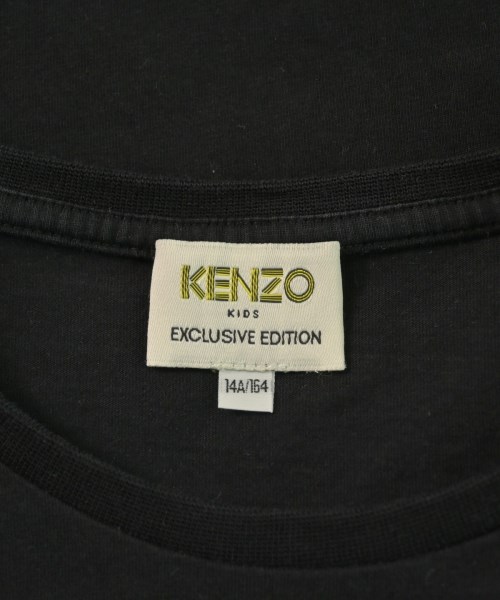 KENZO
KIDS
EXCLUSIVE EDITION
14A/164